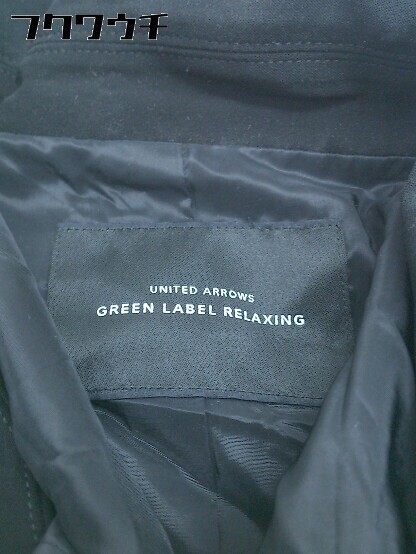 フクワウチ
UNITED ARROWS
GREEN LABEL RELAXING